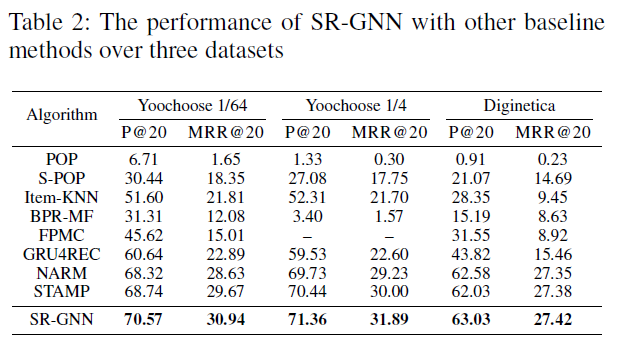 Table 2: The performance of SR-GNN with other baseline
methods over three datasets
Algorithm Yoochoose 1/64 Yoochoose 1/4 Diginetica
P@20 MRR@20 P@20 MRR@20 P@20 MRR@20
POP 6.71 1.65 1.33 0.30 0.91 0.23
S-POP 30.44 18.35 27.08 17.75 21.07 14.69
Item-KNN 51.60 21.81 52.31 21.70 28.35 9.45
BPR-MF 31.31 12.08 3.40 1.57 15.19 8.63
FPMC 45.62 15.01 – – 31.55 8.92
GRU4REC 60.64 22.89 59.53 22.60 43.82 15.46
NARM 68.32 28.63 69.73 29.23 62.58 27.35
STAMP 68.74 29.67 70.44 30.00 62.03 27.38
SR-GNN 70.57 30.94 71.36 31.89 63.03 27.42